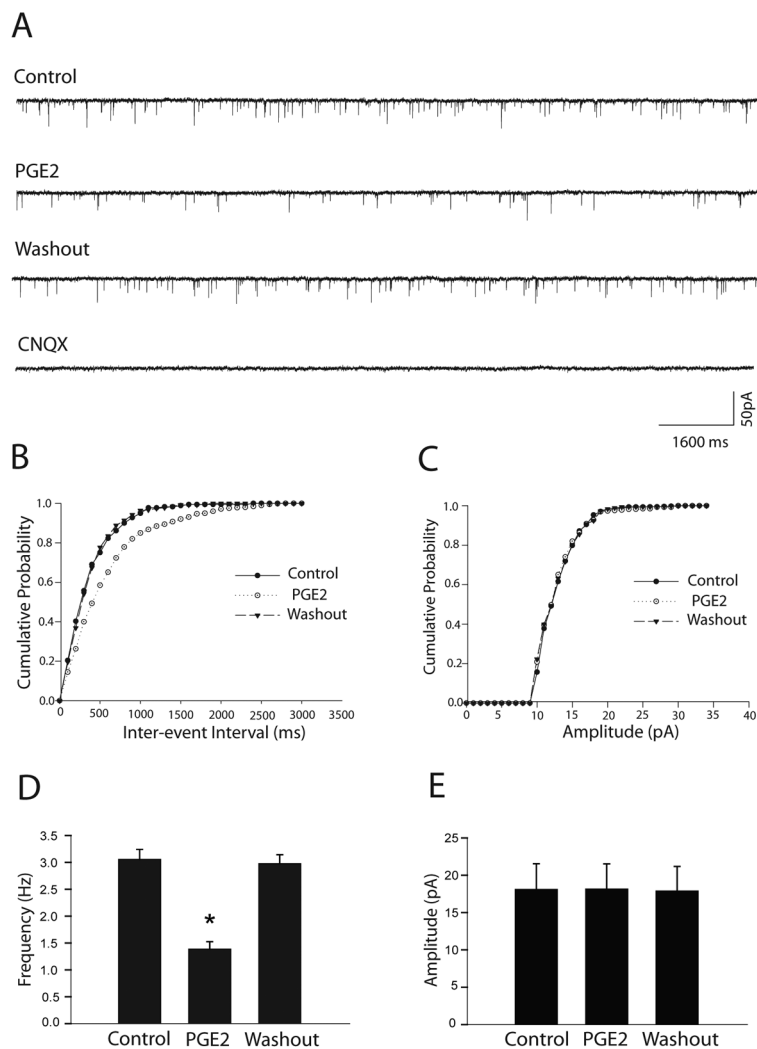 A
Control
PGE2
Washout
CNQX
50pA
1600 ms
B
1.0
0.8
0.6
0.4
0.2
0.0
Cumulative Probability
Control
PGE2
Washout
0 500 1000 1500 2000 2500 3000 3500
Inter-event Interval (ms)
C
1.0
0.8
0.6
0.4
0.2
0.0
Cumulative Probability
Control
PGE2
Washout
0 5 10 15 20 25 30 35 40
Amplitude (pA)
D
3.5
3.0
2.5
2.0
1.5
1.0
0.5
0.0
Frequency (Hz)
*
Control PGE2 Washout
E
25
20
15
10
5
0
Amplitude (pA)
Control PGE2 Washout